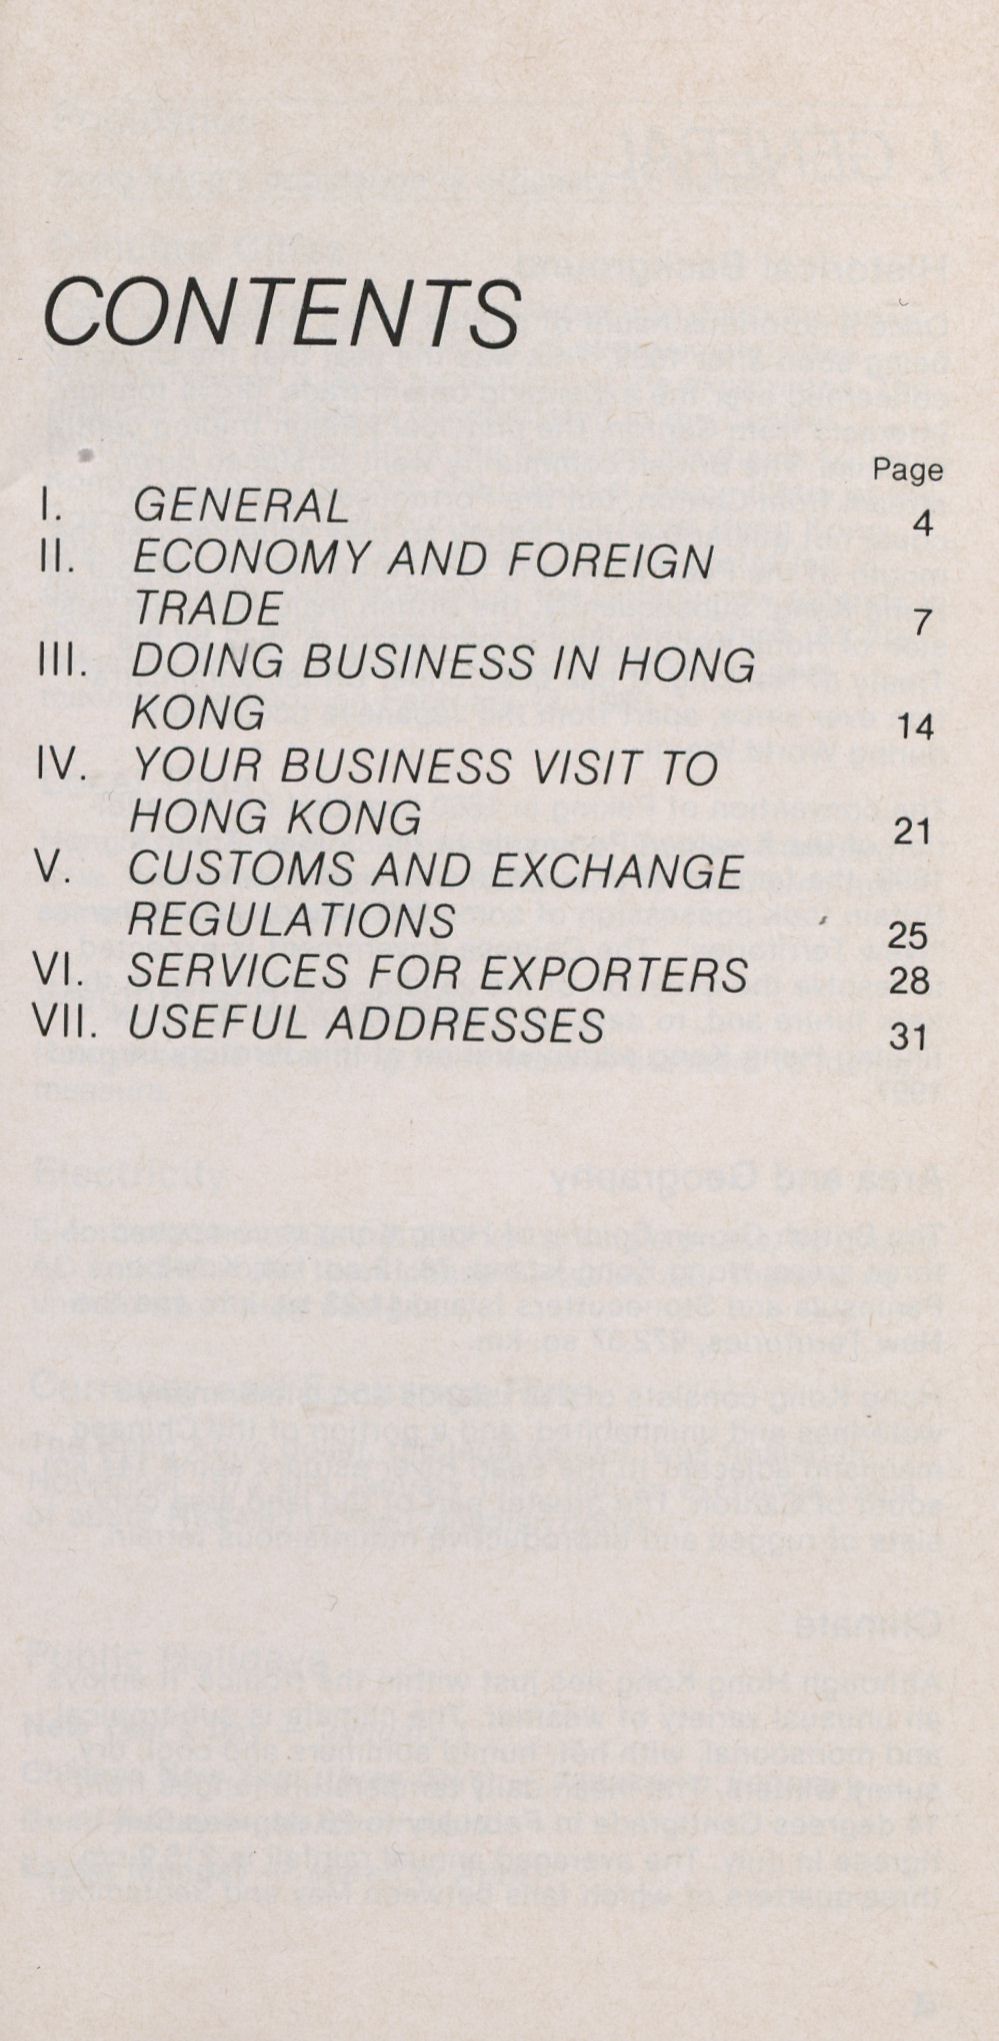 CONTENTS
Page
I. GENERAL 4
II. ECONOMY AND FOREIGN
TRADE 7
III. DOING BUSINESS IN HONG
KONG 14
IV. YOUR BUSINESS VISIT TO
HONG KONG 21
V. CUSTOMS AND EXCHANGE
REGULATIONS 25
VI. SERVICES FOR EXPORTERS 28
VII. USEFUL ADDRESSES 31